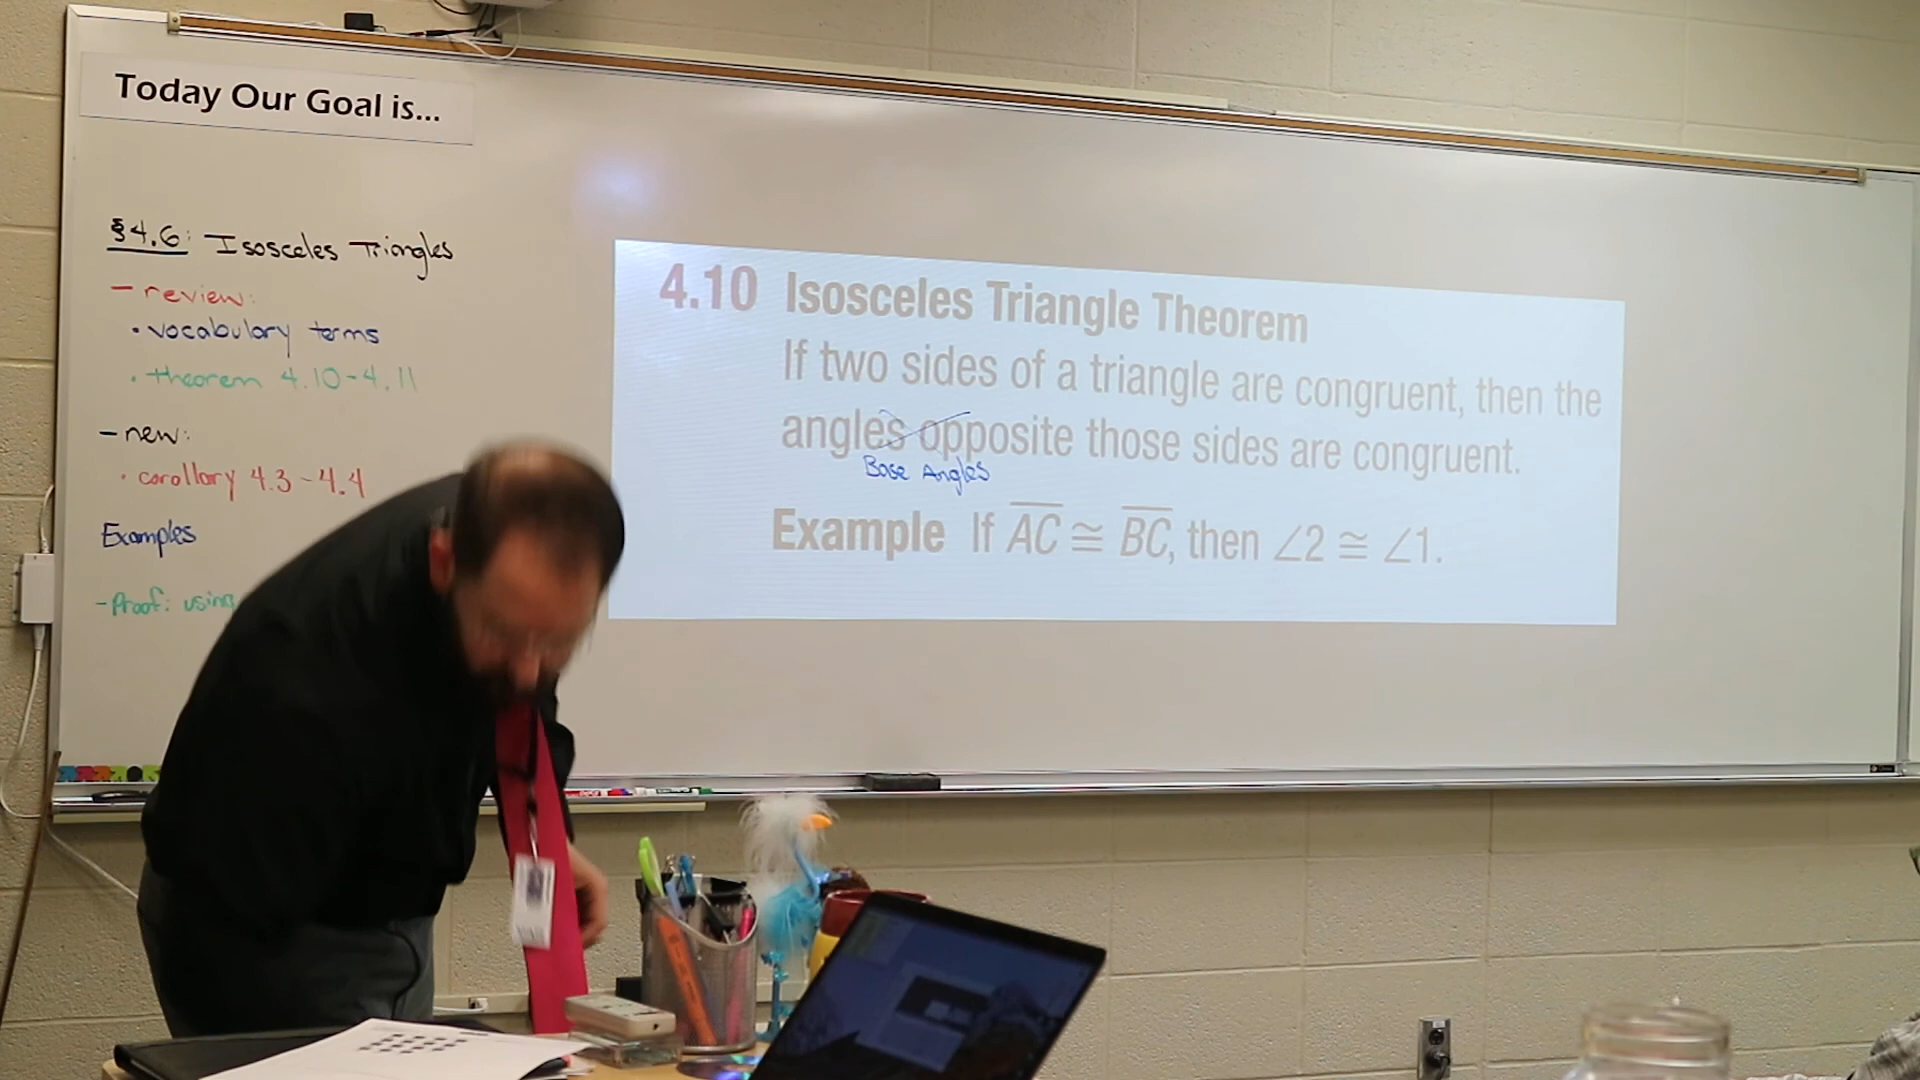 Today Our Goal is...
§4.6: Isosceles Triangles
- review:
• vocabulary terms
• theorem 4.10-4.11
- new:
• corollary 4.3-4.4
Examples
- Proof: using
4.10 Isosceles Triangle Theorem
If two sides of a triangle are congruent, then the
angles opposite those sides are congruent.
Base Angles
Example If A̅C̅ ≅ B̅C̅, then ∠2 ≅ ∠1.